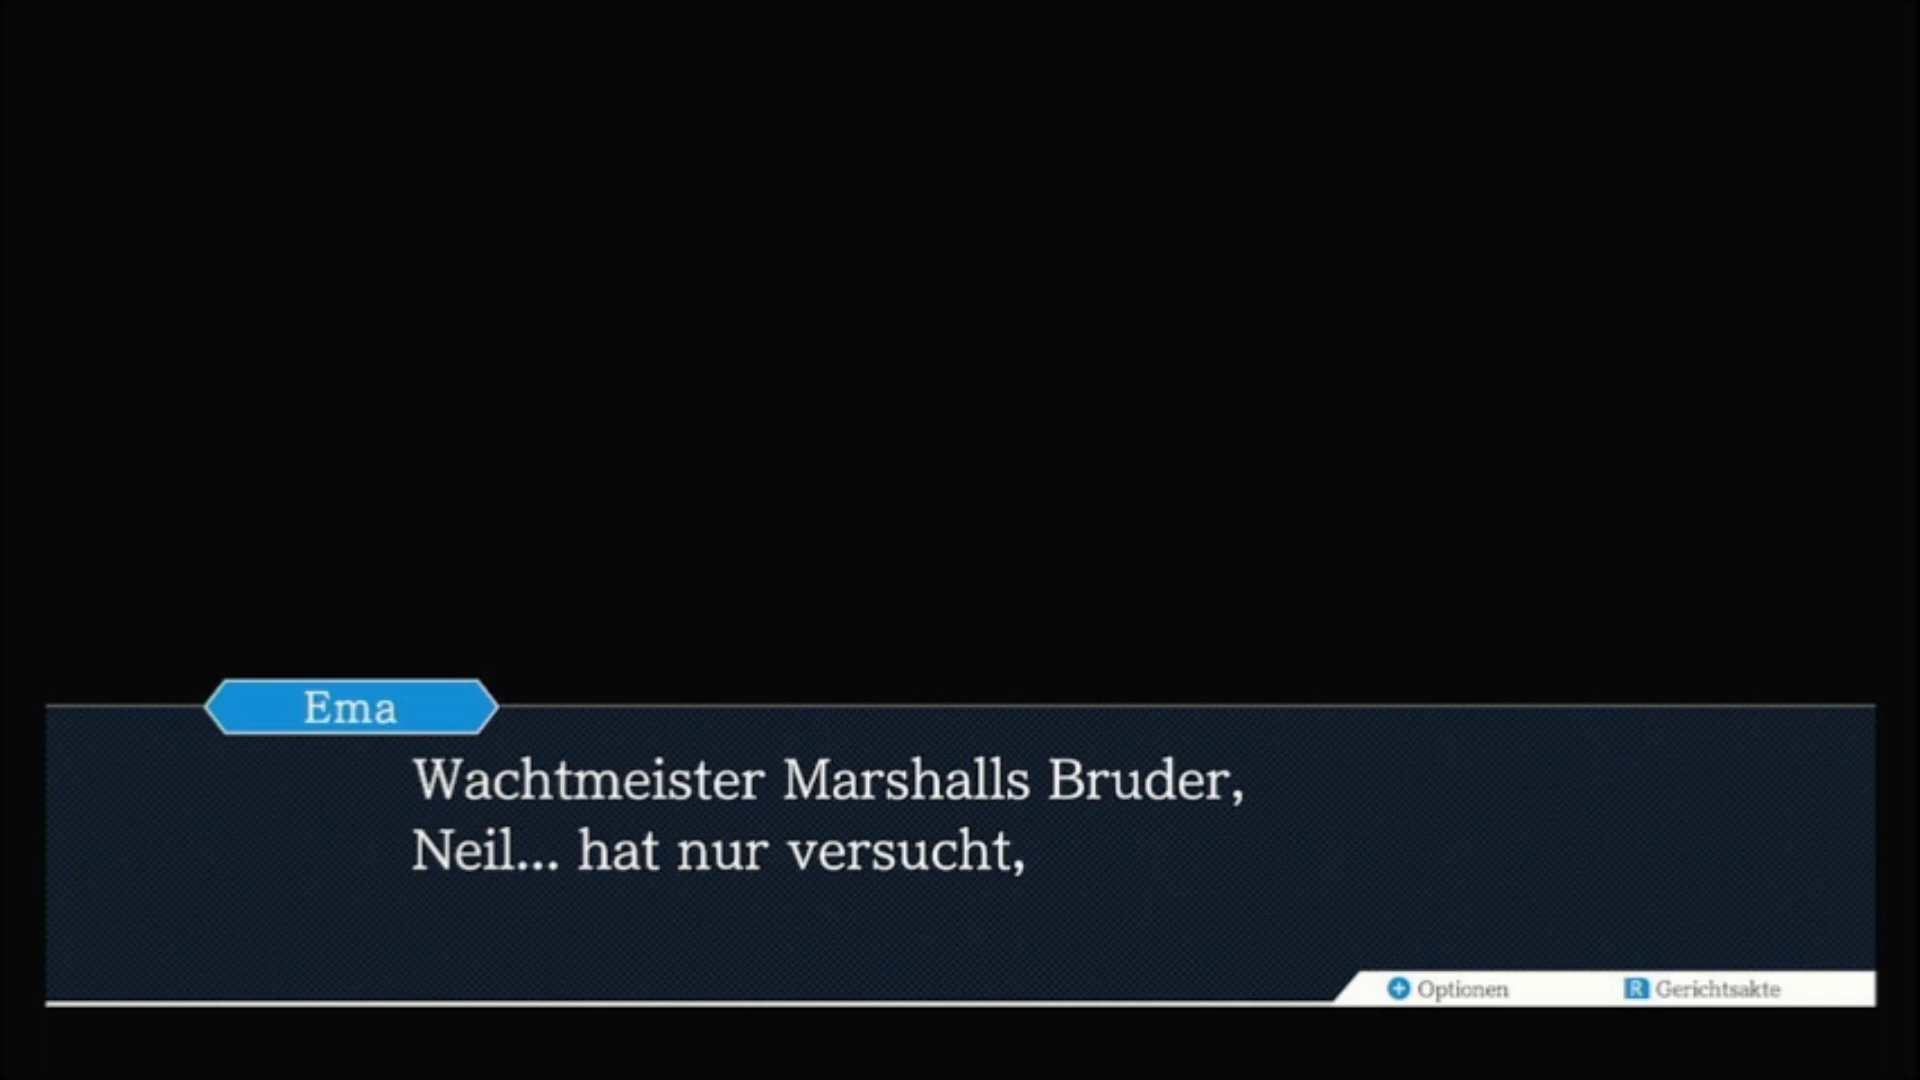 Ema
Wachtmeister Marshalls Bruder,
Neil... hat nur versucht,
+ Optionen
R Gerichtsakte